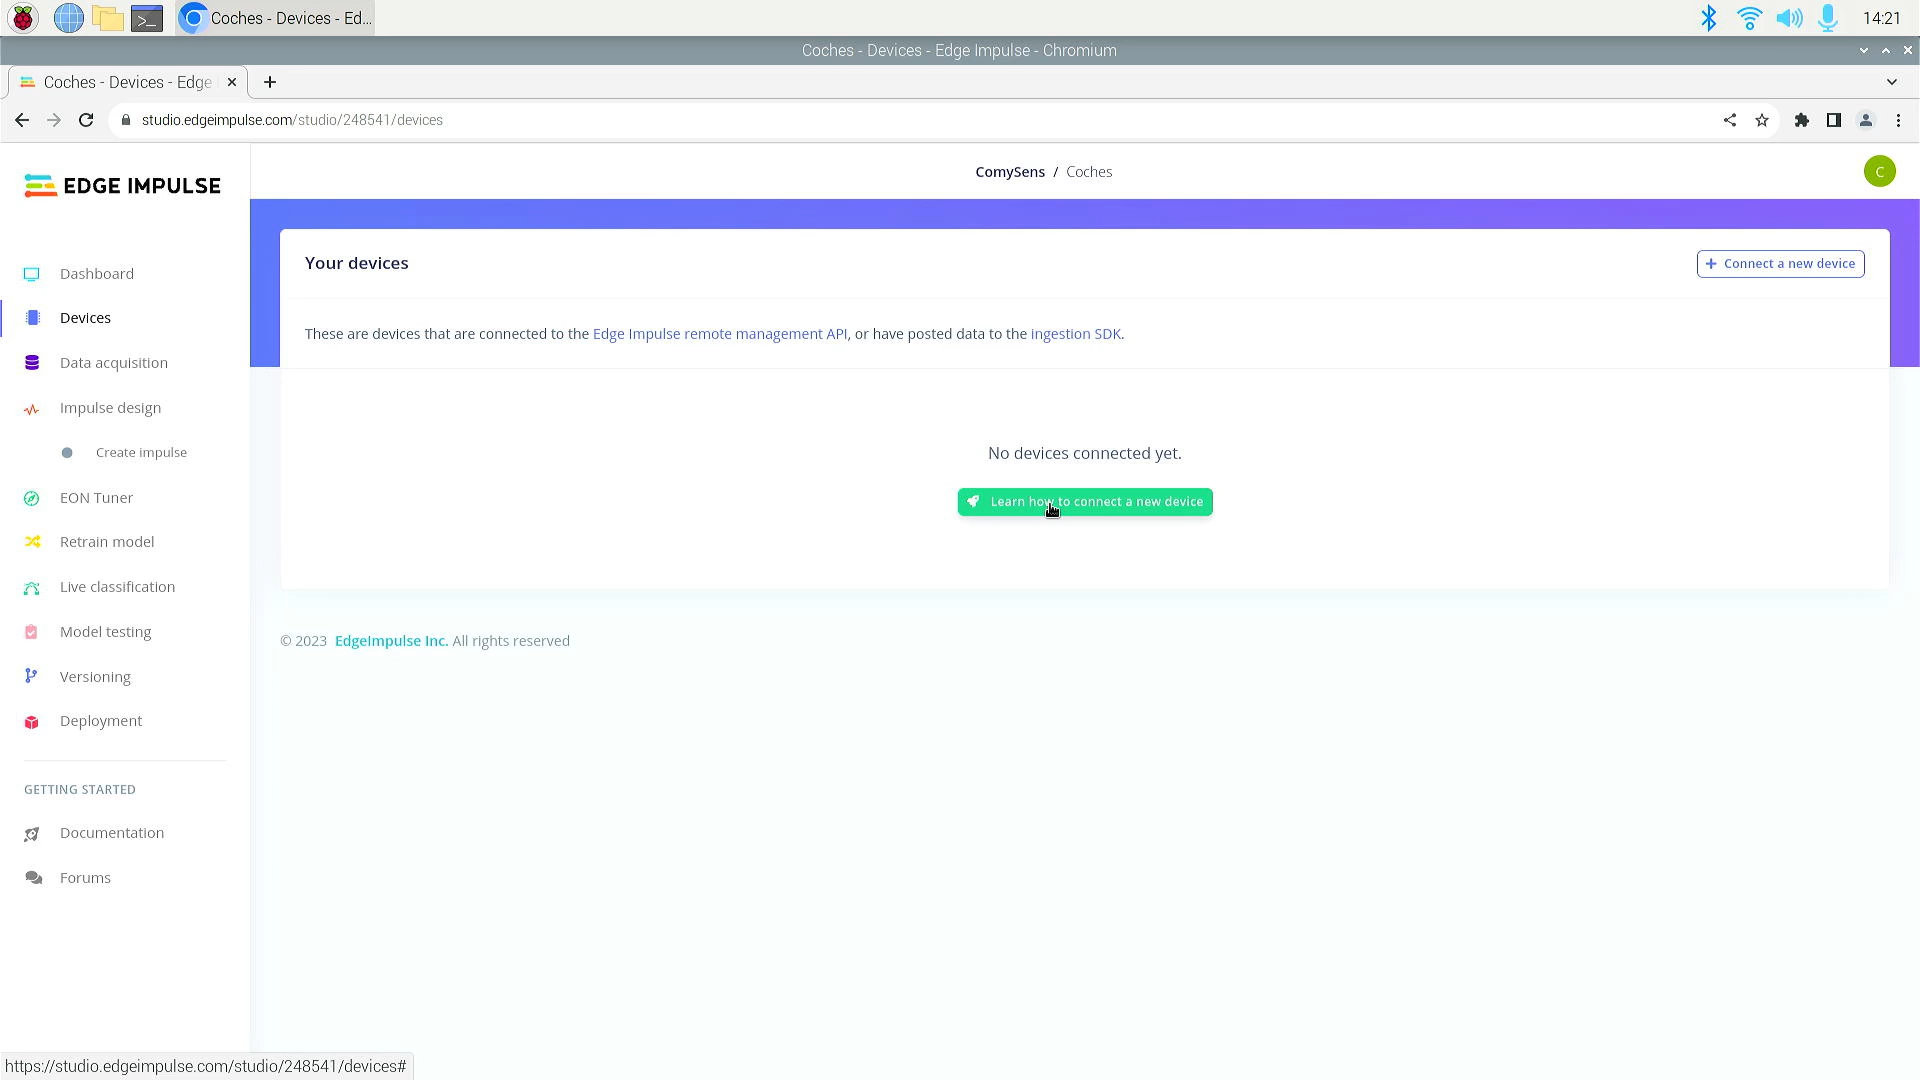 Coches - Devices - Ed...
14:21
Coches - Devices - Edge Impulse - Chromium
Coches - Devices - Edge
studio.edgeimpulse.com/studio/248541/devices
EDGE IMPULSE
ComySens / Coches
C
Dashboard
Devices
Data acquisition
Impulse design
Create impulse
EON Tuner
Retrain model
Live classification
Model testing
Versioning
Deployment
GETTING STARTED
Documentation
Forums
Your devices
+ Connect a new device
These are devices that are connected to the Edge Impulse remote management API, or have posted data to the ingestion SDK.
No devices connected yet.
Learn how to connect a new device
© 2023 EdgeImpulse Inc. All rights reserved
https://studio.edgeimpulse.com/studio/248541/devices#